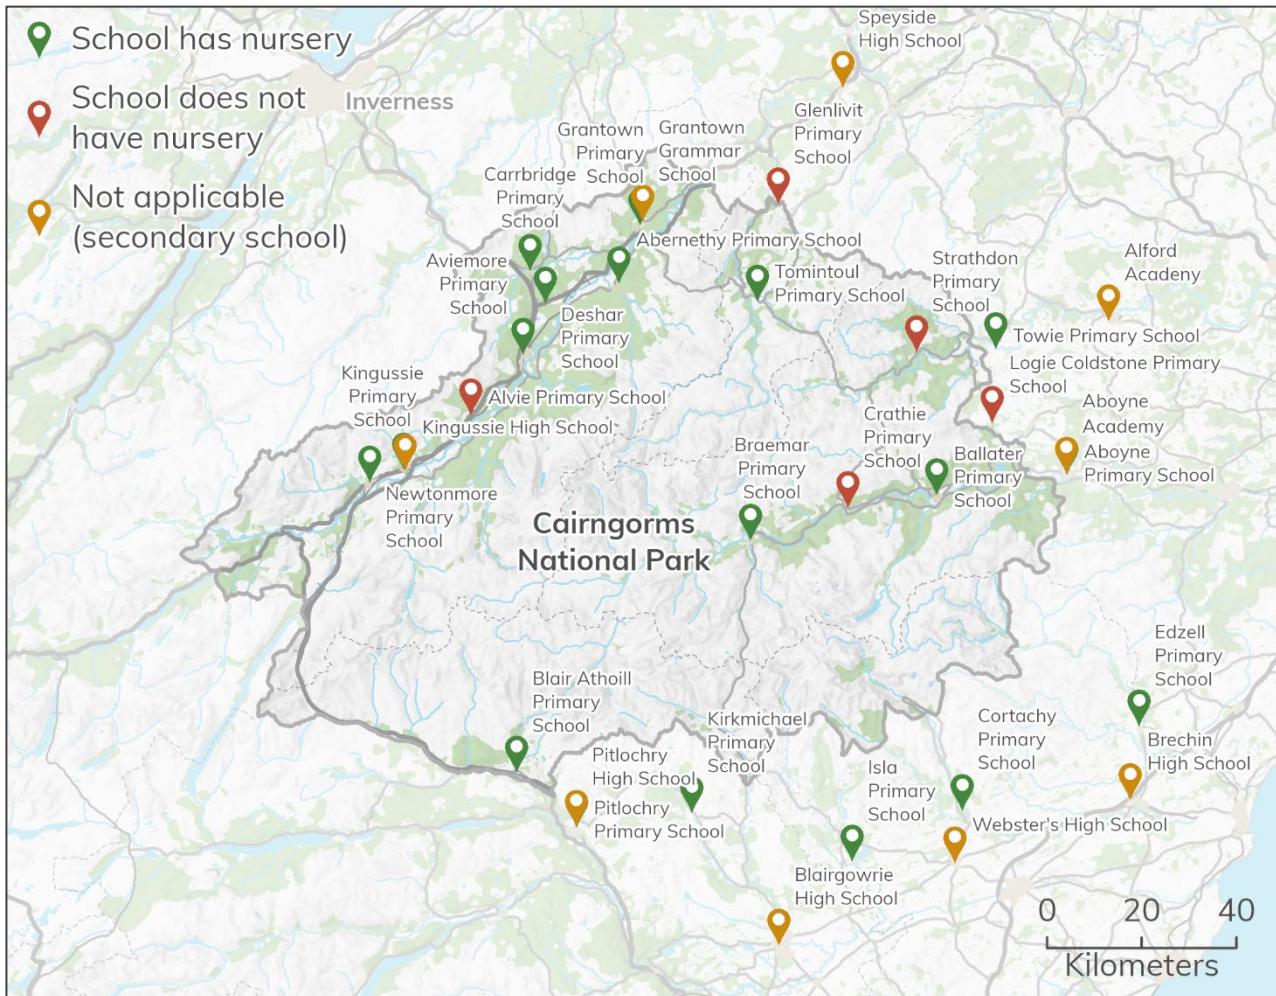 School has nursery
School does not
have nursery
Not applicable
(secondary school)
Inverness
Speyside
High School
Glenlivit
Primary
School
Grantown
Primary
School
Grantown
Grammar
School
Carrbridge
Primary
School
Abernethy Primary School
Aviemore
Primary
School
Tomintoul
Primary School
Strathdon
Primary
School
Alford
Acadeny
Deshar
Primary
School
Towie Primary School
Logie Coldstone Primary
School
Kingussie
Primary
School
Alvie Primary School
Kingussie High School
Crathie
Primary
School
Aboyne
Academy
Aboyne
Primary School
Braemar
Primary
School
Ballater
Primary
School
Newtonmore
Primary
School
Cairngorms
National Park
Edzell
Primary
School
Blair Athoill
Primary
School
Kirkmichael
Primary
School
Cortachy
Primary
School
Brechin
High School
Pitlochry
High School
Pitlochry
Primary School
Isla
Primary
School
Webster's High School
Blairgowrie
High School
0 20 40
Kilometers